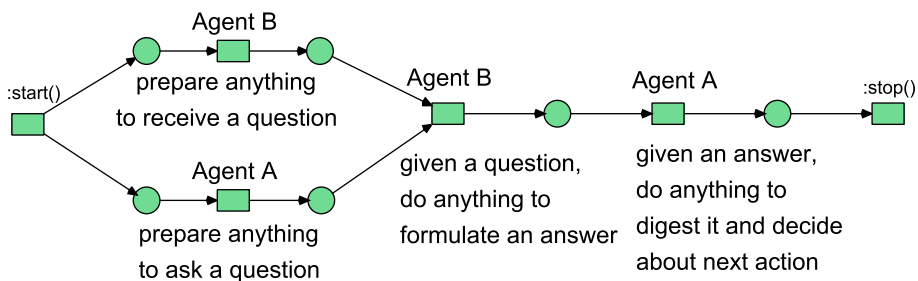 :start()
Agent B
prepare anything
to receive a question
Agent A
prepare anything
to ask a question
Agent B
given a question,
do anything to
formulate an answer
Agent A
given an answer,
do anything to
digest it and decide
about next action
:stop()